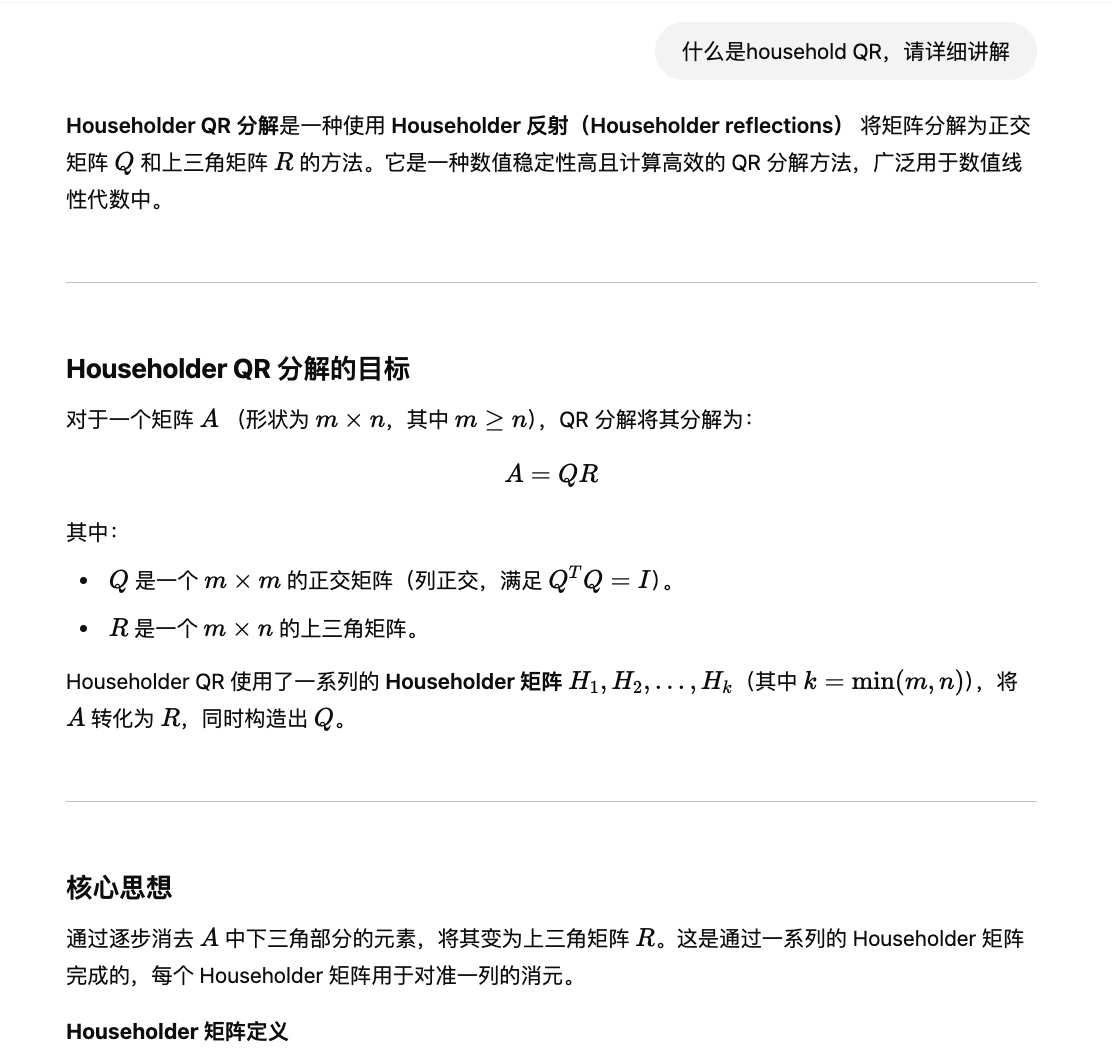 什么是household QR，请详细讲解
Householder QR 分解是一种使用 Householder 反射（Householder reflections） 将矩阵分解为正交
矩阵 Q 和上三角矩阵 R 的方法。它是一种数值稳定性高且计算高效的 QR 分解方法，广泛用于数值线
性代数中。
Householder QR 分解的目标
对于一个矩阵 A （形状为 m × n，其中 m ≥ n），QR 分解将其分解为：
A = QR
其中：
• Q 是一个 m × m 的正交矩阵（列正交，满足 Q^T Q = I）。
• R 是一个 m × n 的上三角矩阵。
Householder QR 使用了一系列的 Householder 矩阵 H₁, H₂, . . . , Hₖ（其中 k = min(m, n)），将
A 转化为 R，同时构造出 Q。
核心思想
通过逐步消去 A 中下三角部分的元素，将其变为上三角矩阵 R。这是通过一系列的 Householder 矩阵
完成的，每个 Householder 矩阵用于对准一列的消元。
Householder 矩阵定义